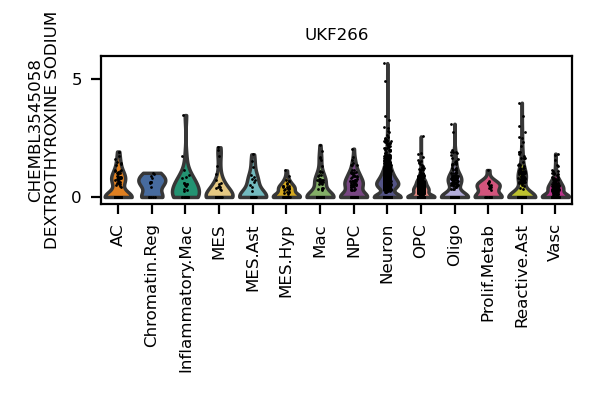 UKF266
CHEMBL3545058
DEXTROTHYROXINE SODIUM
5
0
AC
Chromatin.Reg
Inflammatory.Mac
MES
MES.Ast
MES.Hyp
Mac
NPC
Neuron
OPC
Oligo
Prolif.Metab
Reactive.Ast
Vasc